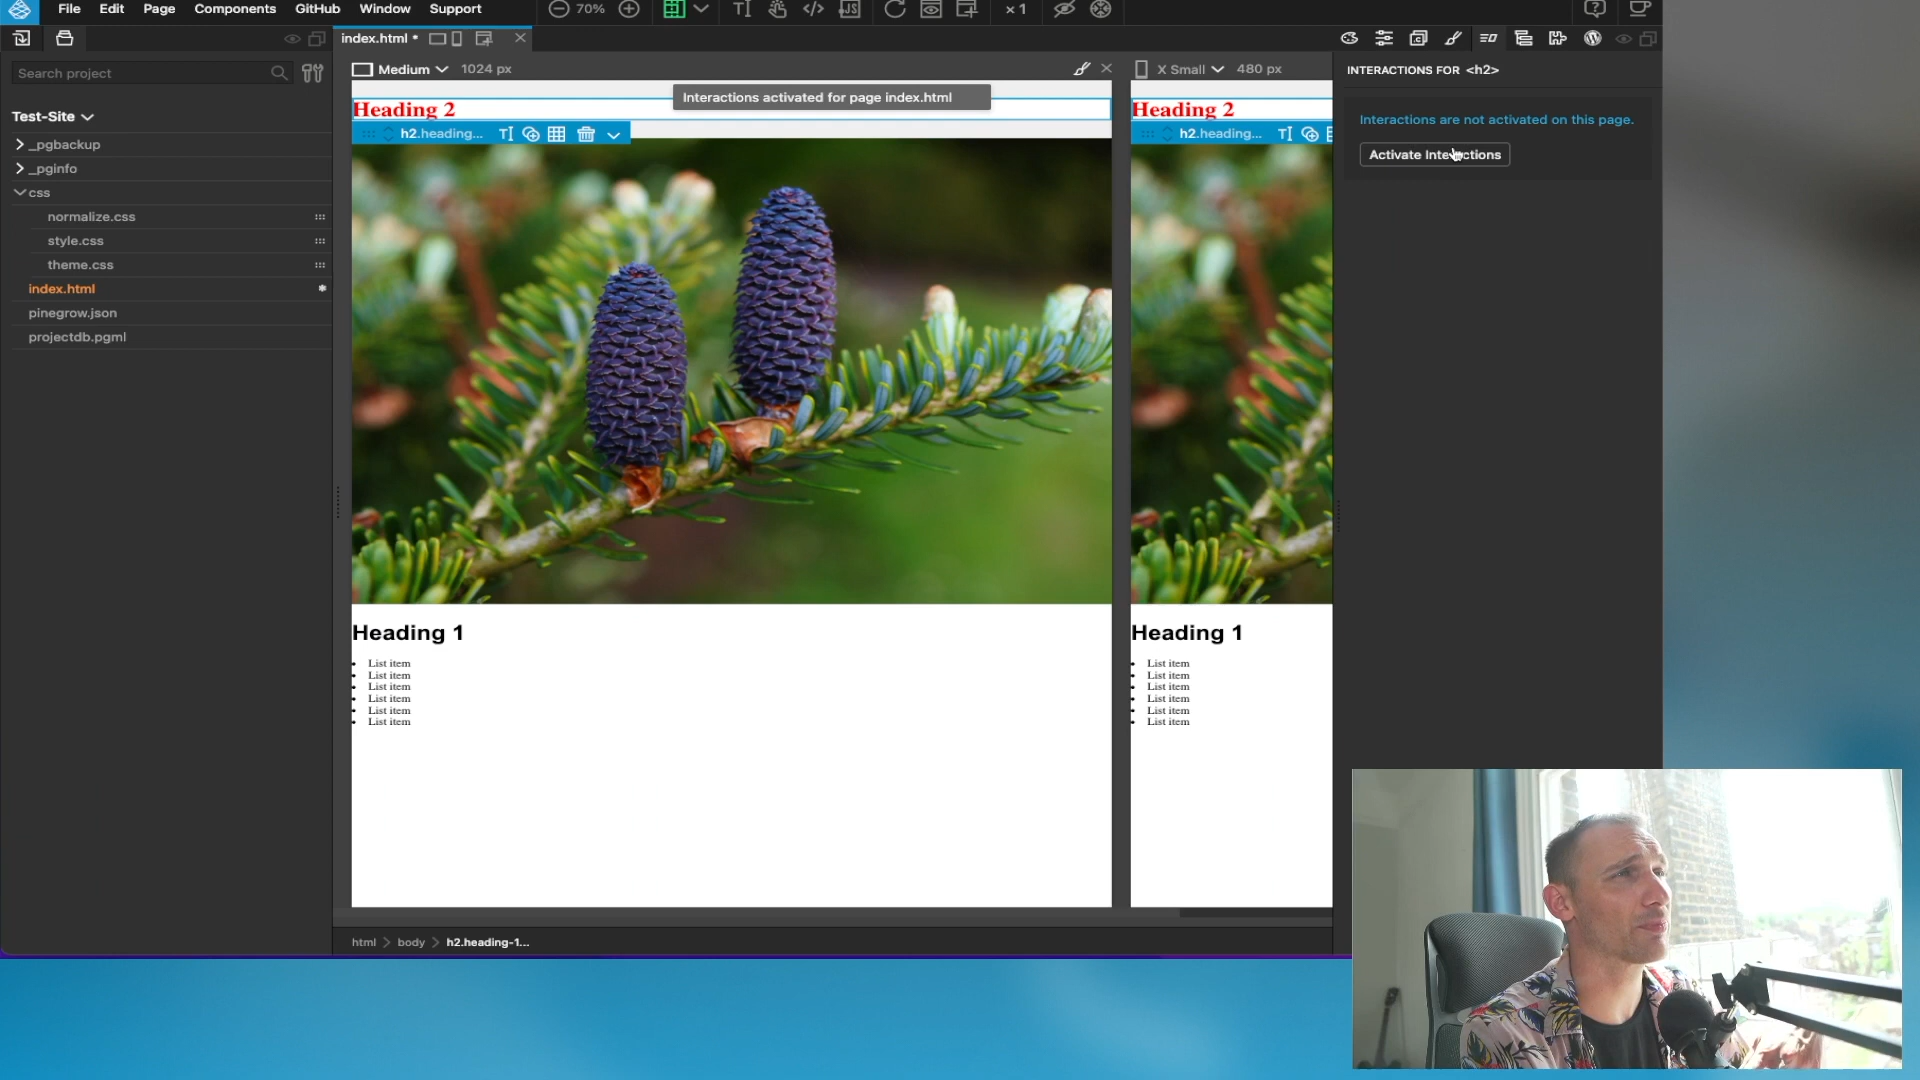 File Edit Page Components GitHub Window Support 70% TI </> JS x 1
index.html *
Search project
Medium 1024 px X Small 480 px INTERACTIONS FOR <h2>
Interactions activated for page index.html
Heading 2 Heading 2
Test-Site Interactions are not activated on this page.
h2.heading... TI h2.heading... TI
_pgbackup
Activate Interactions
_pginfo
css
normalize.css
style.css
theme.css
index.html *
pinegrow.json
projectdb.pgml
Heading 1 Heading 1
List item List item
List item List item
List item List item
List item List item
List item List item
List item List item
html > body > h2.heading-1...